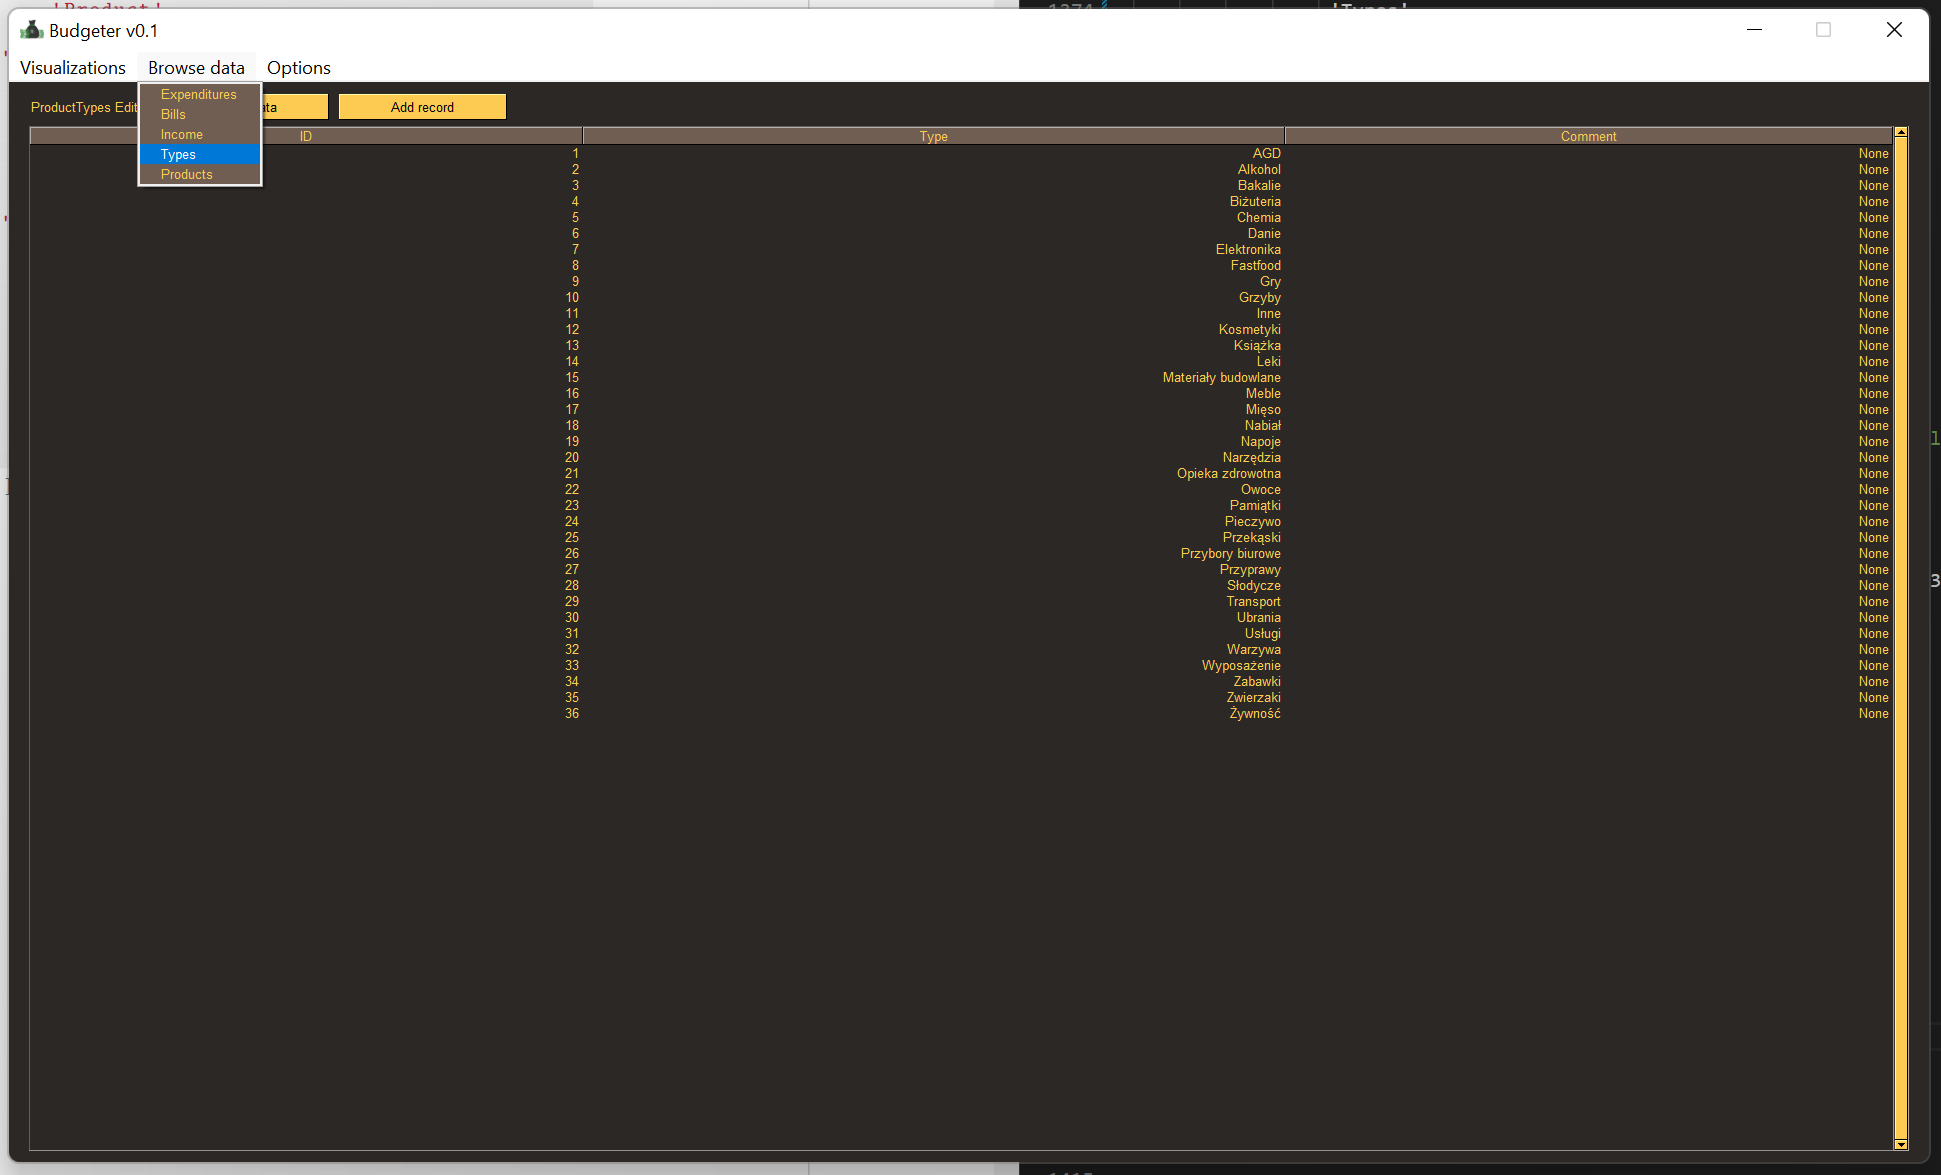 'Product'
1374
'Types'
Budgeter v0.1
Visualizations Browse data Options
Expenditures
Bills
Income
Types
Products
ProductTypes Edit ata Add record
ID Type Comment
1 AGD None
2 Alkohol None
3 Bakalie None
4 Biżuteria None
5 Chemia None
6 Danie None
7 Elektronika None
8 Fastfood None
9 Gry None
10 Grzyby None
11 Inne None
12 Kosmetyki None
13 Książka None
14 Leki None
15 Materiały budowlane None
16 Meble None
17 Mięso None
18 Nabiał None
19 Napoje None
20 Narzędzia None
21 Opieka zdrowotna None
22 Owoce None
23 Pamiątki None
24 Pieczywo None
25 Przekąski None
26 Przybory biurowe None
27 Przyprawy None
28 Słodycze None
29 Transport None
30 Ubrania None
31 Usługi None
32 Warzywa None
33 Wyposażenie None
34 Zabawki None
35 Zwierzaki None
36 Żywność None